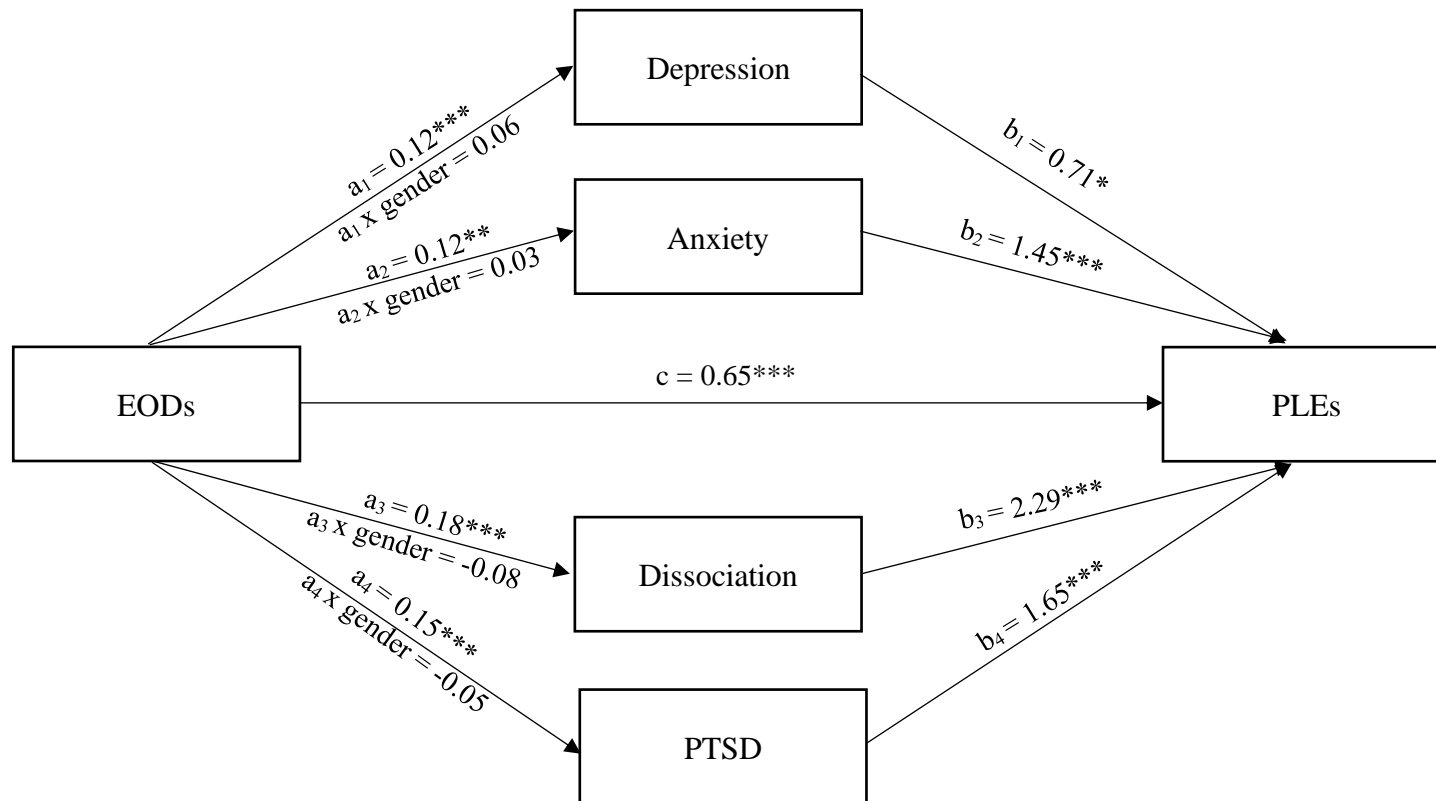 Depression
a₁ = 0.12***
a₁ x gender = 0.06
b₁ = 0.71*
Anxiety
a₂ = 0.12**
a₂ x gender = 0.03
b₂ = 1.45***
EODs
c = 0.65***
PLEs
a₃ = 0.18***
a₃ x gender = -0.08
b₃ = 2.29***
Dissociation
a₄ = 0.15***
a₄ x gender = -0.05
b₄ = 1.65***
PTSD